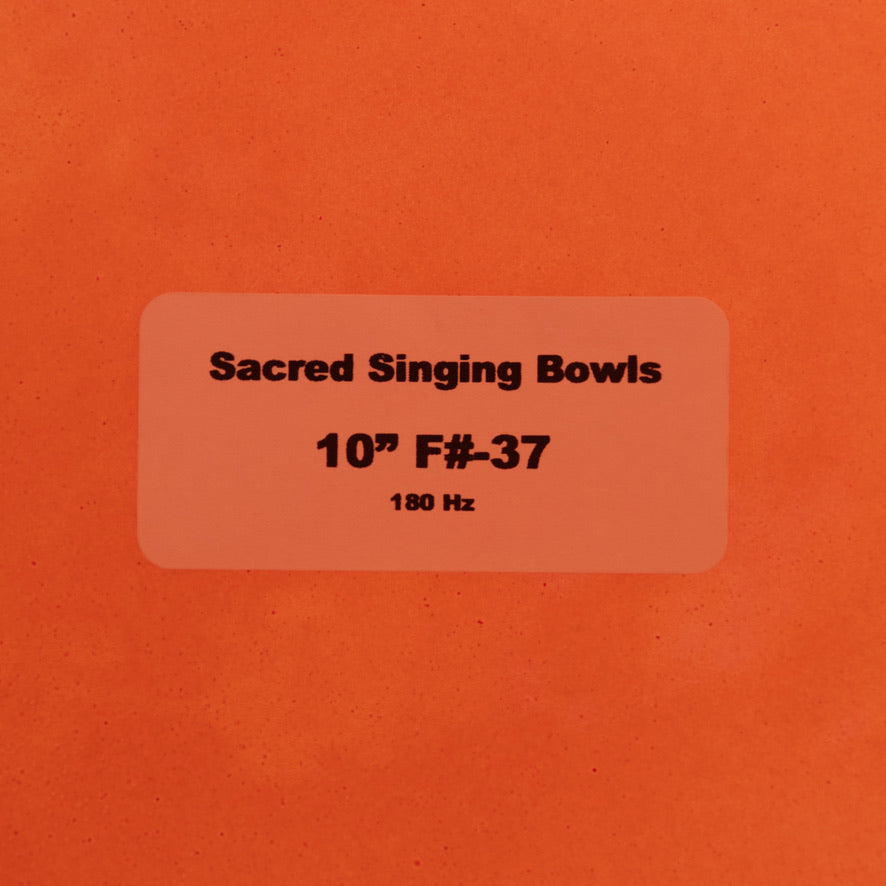 Sacred Singing Bowls
10” F#-37
180 Hz